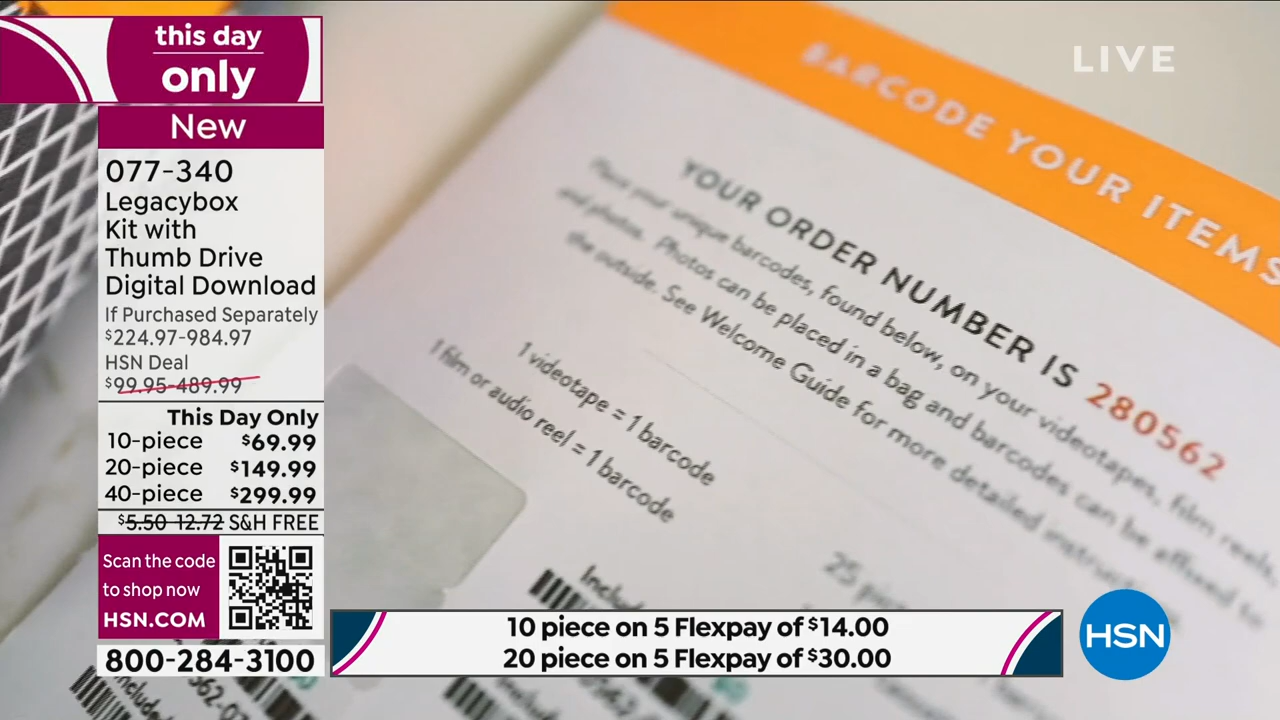 this day
only
New
077-340
Legacybox
Kit with
Thumb Drive
Digital Download
If Purchased Separately
$224.97-984.97
HSN Deal
$99.95-489.99
This Day Only
10-piece $69.99
20-piece $149.99
40-piece $299.99
$5.50-12.72 S&H FREE
Scan the code
to shop now
HSN.COM
800-284-3100
LIVE
BARCODE YOUR ITEMS
YOUR ORDER NUMBER IS 280562
Place your unique barcodes, found below, on your videotapes, film reels,
and photos. Photos can be placed in a bag and barcodes can be affixed to
the outside. See Welcome Guide for more detailed
1 videotape = 1 barcode
1 film or audio reel = 1 barcode
25
Include
10 piece on 5 Flexpay of $14.00
20 piece on 5 Flexpay of $30.00
HSN